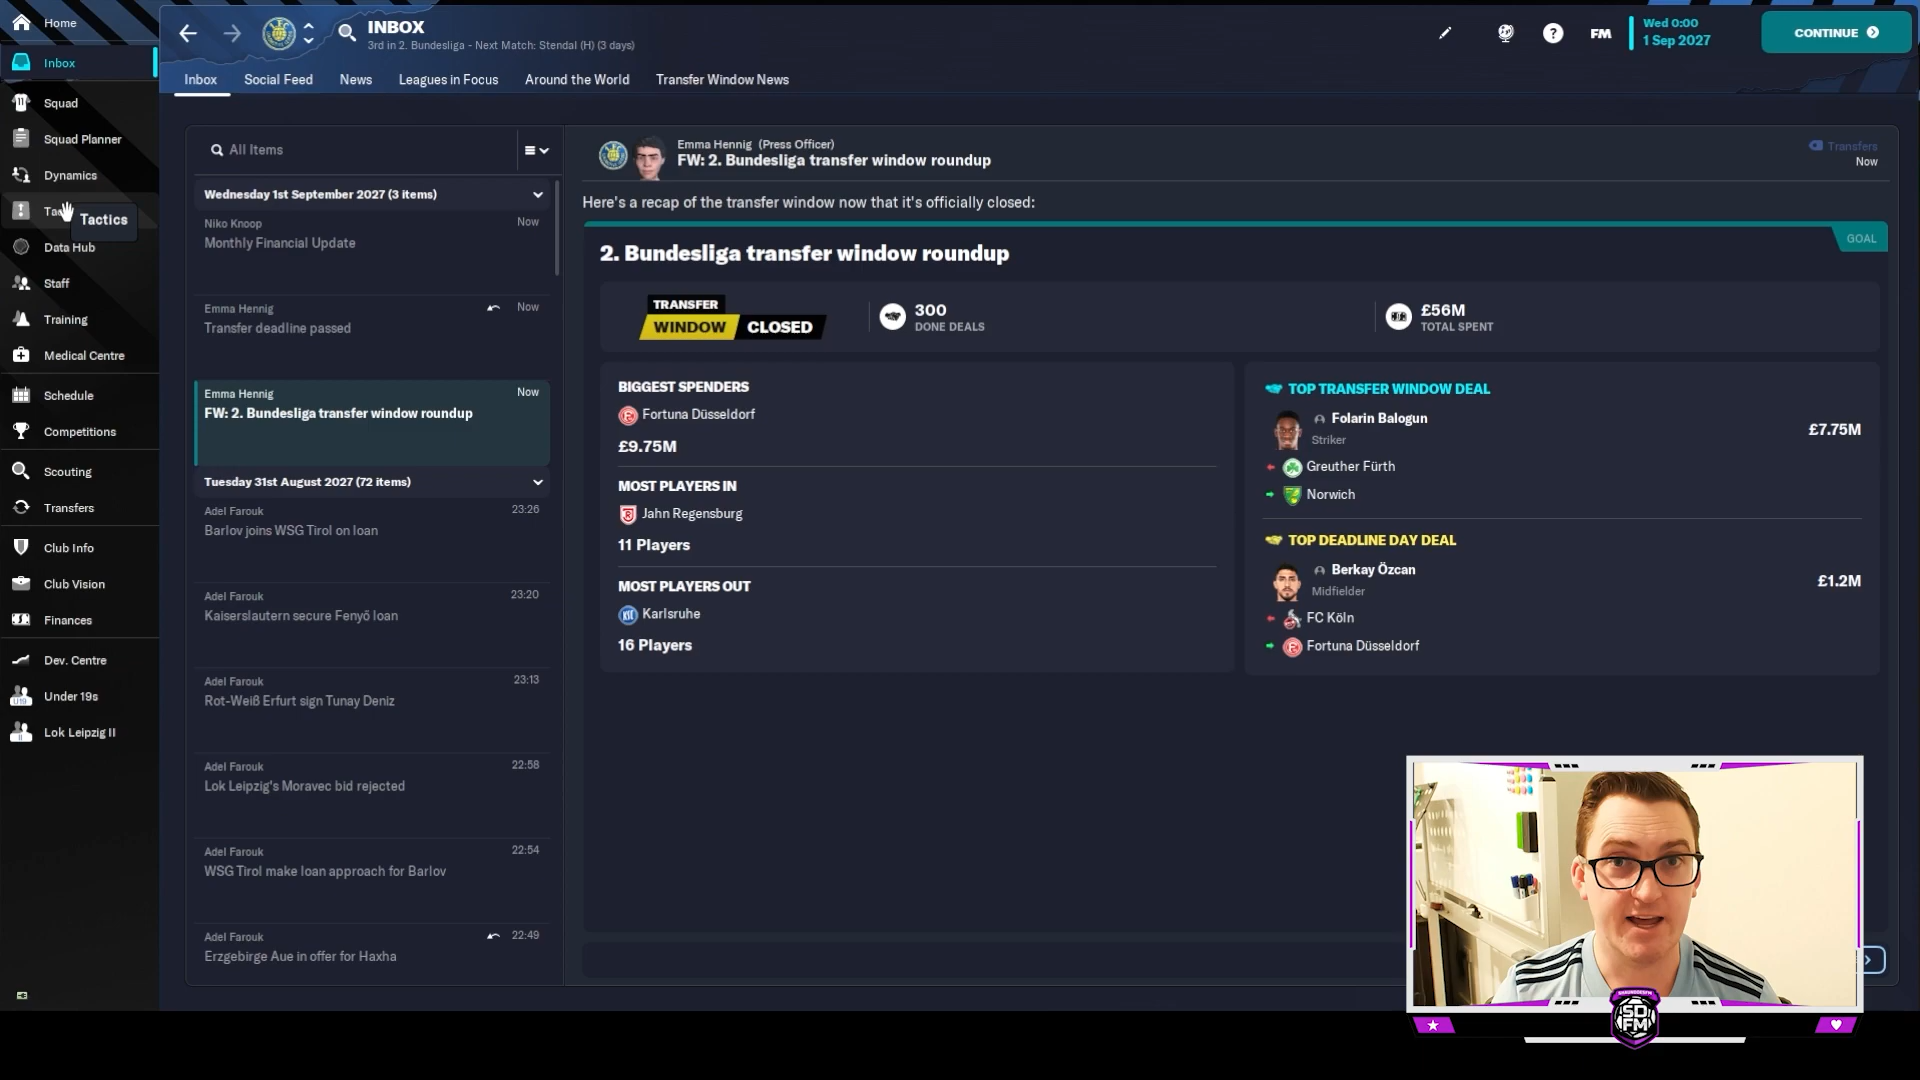 Home
Inbox
Squad
Squad Planner
Dynamics
Tactics
Data Hub
Staff
Training
Medical Centre
Schedule
Competitions
Scouting
Transfers
Club Info
Club Vision
Finances
Dev. Centre
Under 19s
Lok Leipzig II
INBOX
3rd in 2. Bundesliga - Next Match: Stendal (H) (3 days)
FM
Wed 0:00
1 Sep 2027
CONTINUE
Inbox Social Feed News Leagues in Focus Around the World Transfer Window News
All Items
Wednesday 1st September 2027 (3 items)
Niko Knoop Now
Monthly Financial Update
Emma Hennig Now
Transfer deadline passed
Emma Hennig Now
FW: 2. Bundesliga transfer window roundup
Tuesday 31st August 2027 (72 items)
Adel Farouk 23:26
Barlov joins WSG Tirol on loan
Adel Farouk 23:20
Kaiserslautern secure Fenyő loan
Adel Farouk 23:13
Rot-Weiß Erfurt sign Tunay Deniz
Adel Farouk 22:58
Lok Leipzig's Moravec bid rejected
Adel Farouk 22:54
WSG Tirol make loan approach for Barlov
Adel Farouk 22:49
Erzgebirge Aue in offer for Haxha
Emma Hennig (Press Officer)
FW: 2. Bundesliga transfer window roundup
Transfers
Now
Here's a recap of the transfer window now that it's officially closed:
GOAL
2. Bundesliga transfer window roundup
TRANSFER
WINDOW CLOSED
300
DONE DEALS
£56M
TOTAL SPENT
BIGGEST SPENDERS
Fortuna Düsseldorf
£9.75M
MOST PLAYERS IN
Jahn Regensburg
11 Players
MOST PLAYERS OUT
Karlsruhe
16 Players
TOP TRANSFER WINDOW DEAL
Folarin Balogun
Striker
£7.75M
Greuther Fürth
Norwich
TOP DEADLINE DAY DEAL
Berkay Özcan
Midfielder
£1.2M
FC Köln
Fortuna Düsseldorf
SD
FM